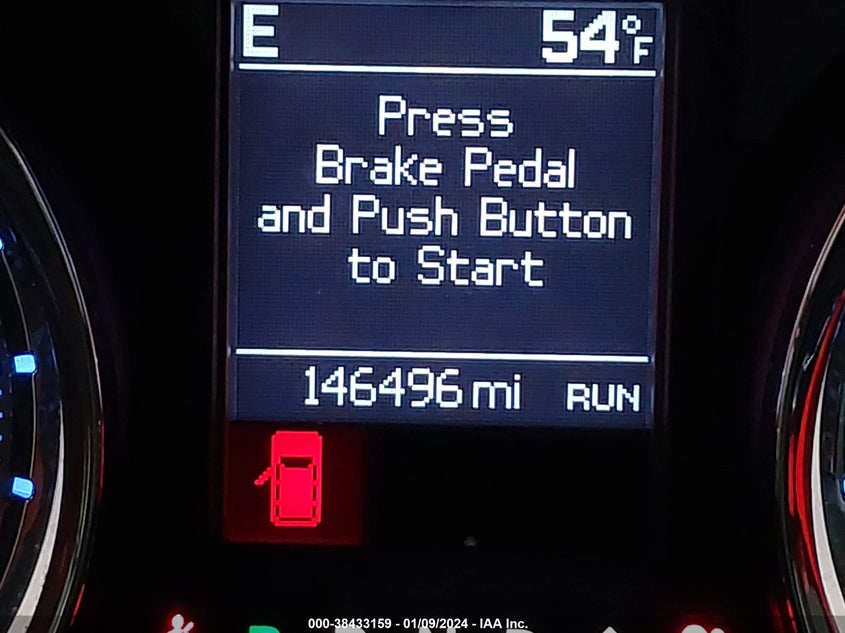 E 54°F
Press
Brake Pedal
and Push Button
to Start
146496 mi RUN
000-38433159 - 01/09/2024 - IAA Inc.